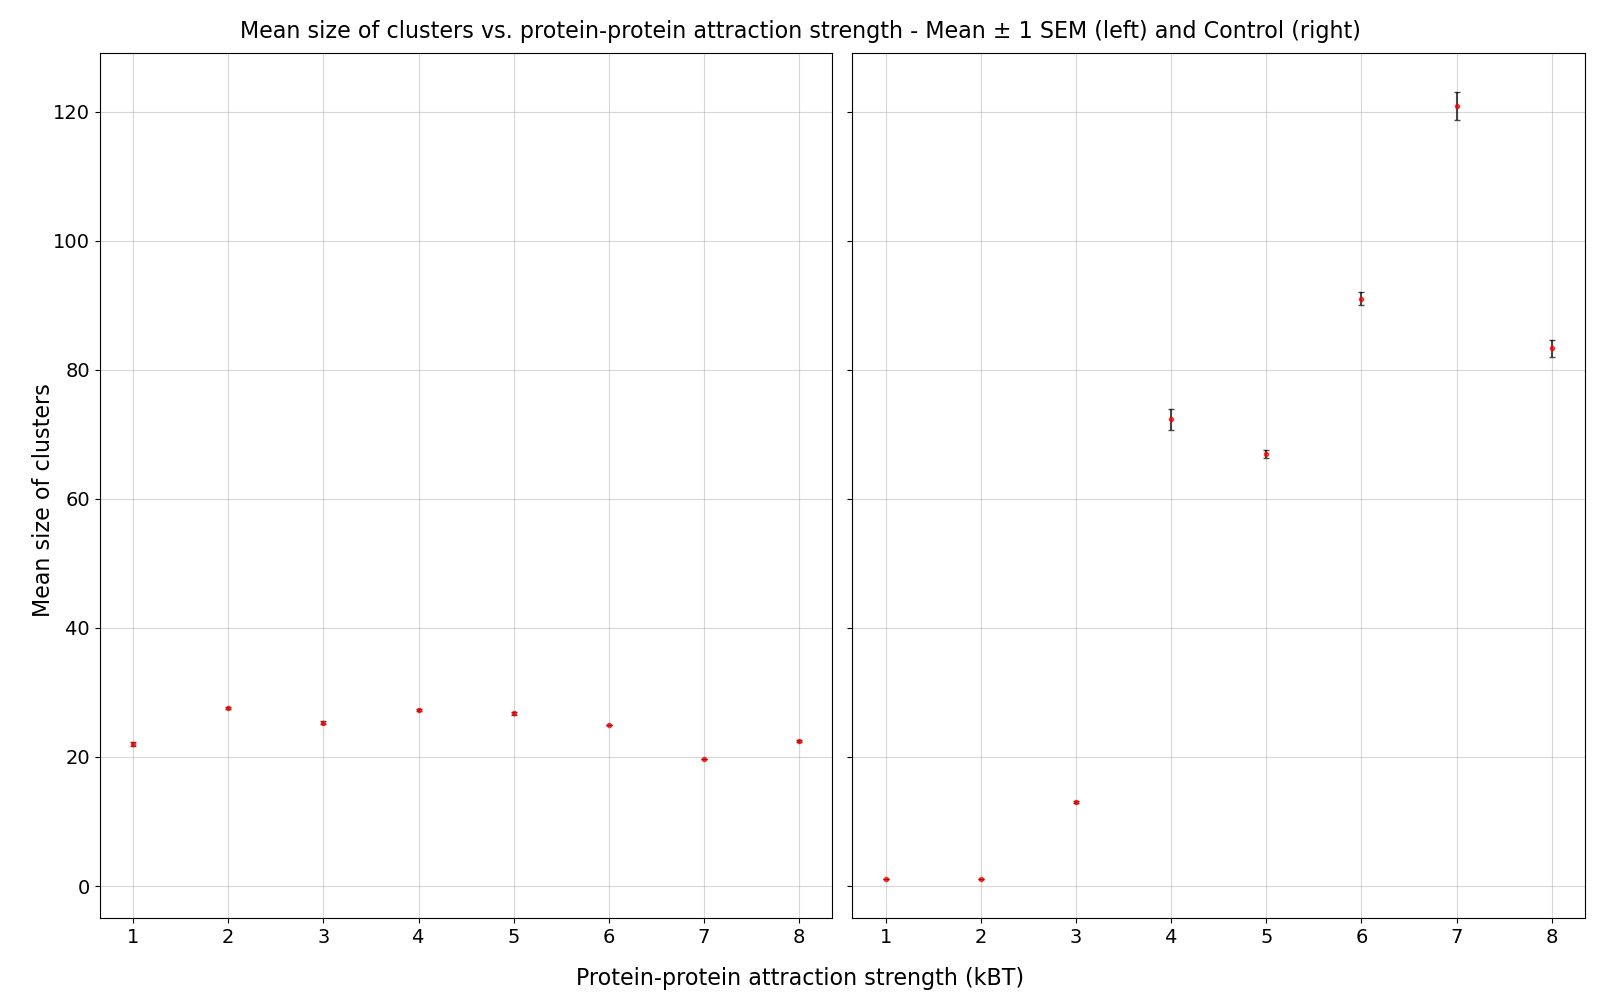 Mean size of clusters vs. protein-protein attraction strength - Mean ± 1 SEM (left) and Control (right)
Mean size of clusters
120
100
80
60
40
20
0
1 2 3 4 5 6 7 8
1 2 3 4 5 6 7 8
Protein-protein attraction strength (kBT)